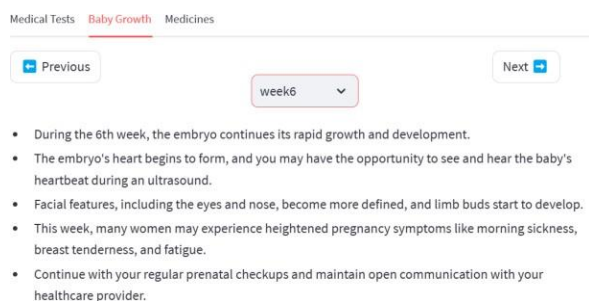 Medical Tests Baby Growth Medicines
Previous Next
week6
• During the 6th week, the embryo continues its rapid growth and development.
• The embryo's heart begins to form, and you may have the opportunity to see and hear the baby's
heartbeat during an ultrasound.
• Facial features, including the eyes and nose, become more defined, and limb buds start to develop.
• This week, many women may experience heightened pregnancy symptoms like morning sickness,
breast tenderness, and fatigue.
• Continue with your regular prenatal checkups and maintain open communication with your
healthcare provider.